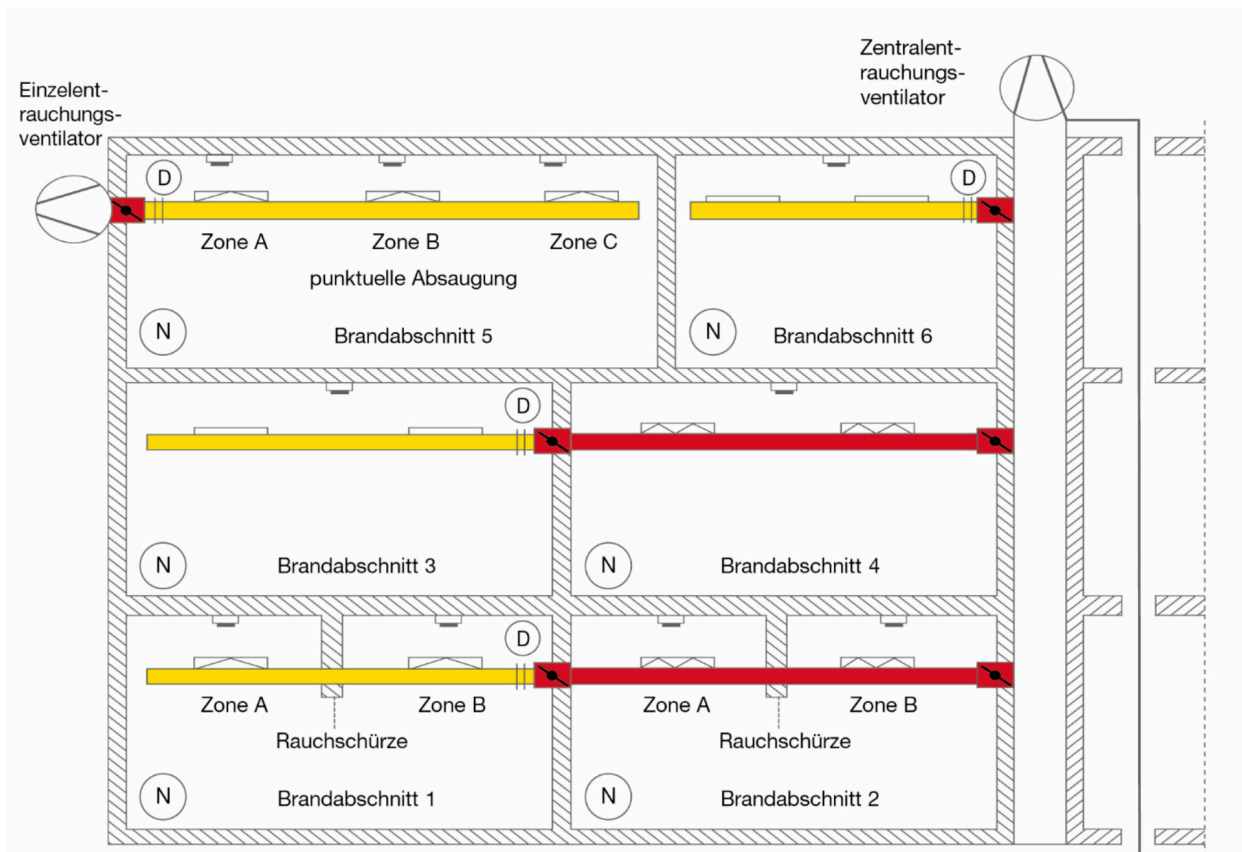 Zentralent-
rauchungs-
ventilator
Einzelent-
rauchungs-
ventilator
D
D
Zone A
Zone B
Zone C
punktuelle Absaugung
N
Brandabschnitt 5
N
Brandabschnitt 6
D
N
Brandabschnitt 3
N
Brandabschnitt 4
D
Zone A
Zone B
Zone A
Zone B
Rauchschürze
Rauchschürze
N
Brandabschnitt 1
N
Brandabschnitt 2